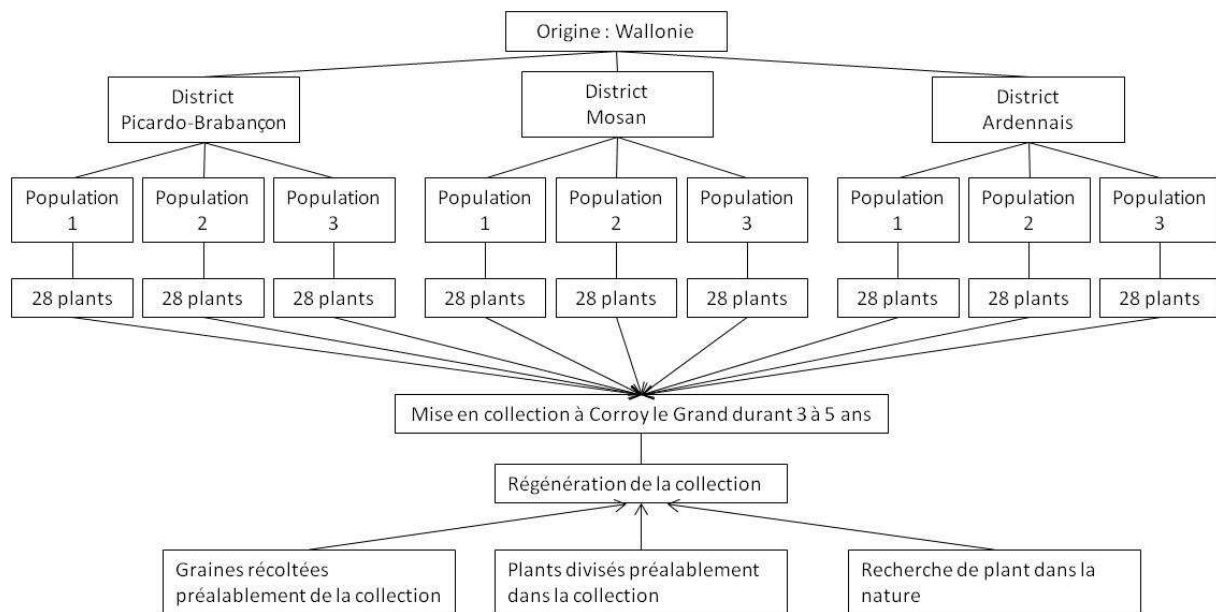 Origine : Wallonie
District
Picardo-Brabançon
District
Mosan
District
Ardennais
Population
1
Population
2
Population
3
Population
1
Population
2
Population
3
Population
1
Population
2
Population
3
28 plants
28 plants
28 plants
28 plants
28 plants
28 plants
28 plants
28 plants
28 plants
Mise en collection à Corroy le Grand durant 3 à 5 ans
Régénération de la collection
Graines récoltées
préalablement de la collection
Plants divisés préalablement
dans la collection
Recherche de plant dans la
nature